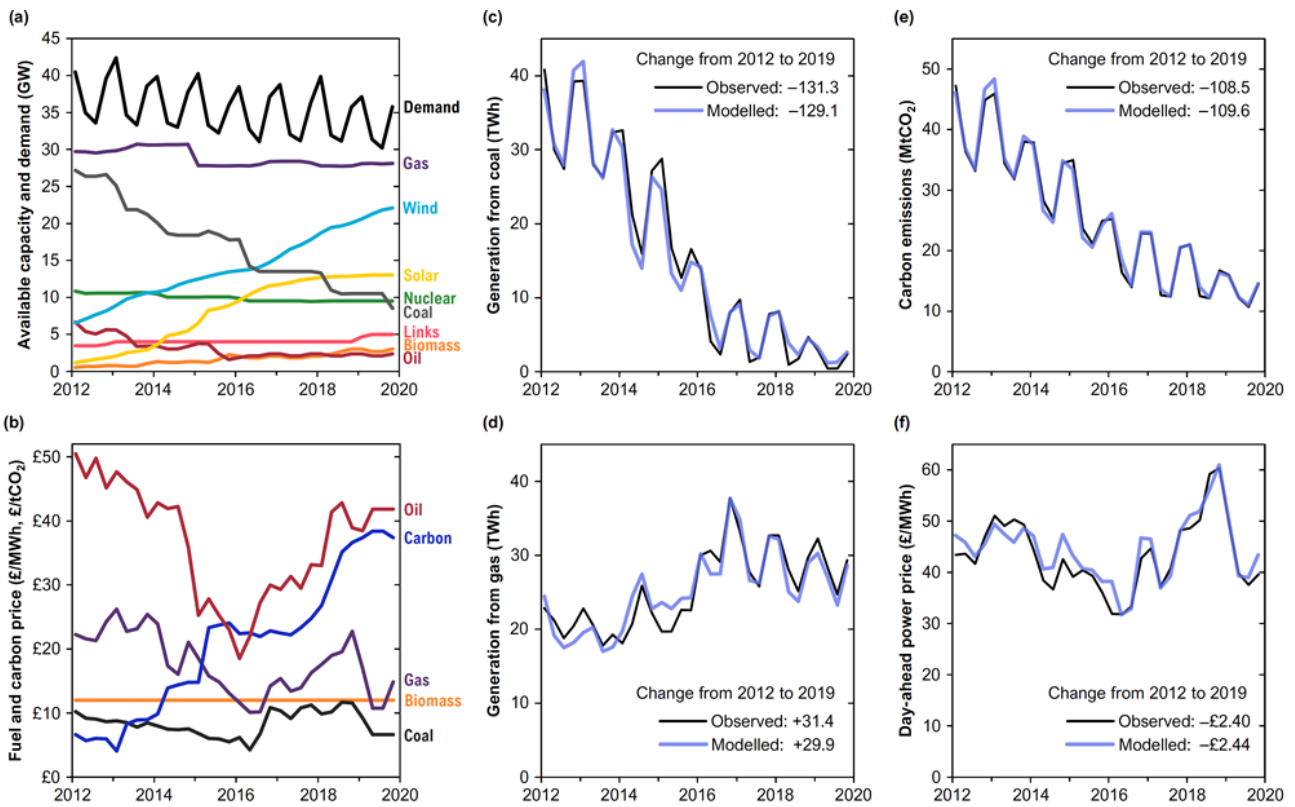 (a)
Available capacity and demand (GW)
45
40
35
30
25
20
15
10
5
0
2012 2014 2016 2018 2020
Demand
Gas
Wind
Solar
Nuclear
Coal
Links
Biomass
Oil
(b)
Fuel and carbon price (£/MWh, £/tCO₂)
£50
£40
£30
£20
£10
£0
2012 2014 2016 2018 2020
Oil
Carbon
Gas
Biomass
Coal
(c)
Generation from coal (TWh)
40
30
20
10
0
2012 2014 2016 2018 2020
Change from 2012 to 2019
Observed: –131.3
Modelled: –129.1
(d)
Generation from gas (TWh)
40
30
20
10
0
2012 2014 2016 2018 2020
Change from 2012 to 2019
Observed: +31.4
Modelled: +29.9
(e)
Carbon emissions (MtCO₂)
50
40
30
20
10
0
2012 2014 2016 2018 2020
Change from 2012 to 2019
Observed: –108.5
Modelled: –109.6
(f)
Day-ahead power price (£/MWh)
60
50
40
30
20
10
0
2012 2014 2016 2018 2020
Change from 2012 to 2019
Observed: –£2.40
Modelled: –£2.44